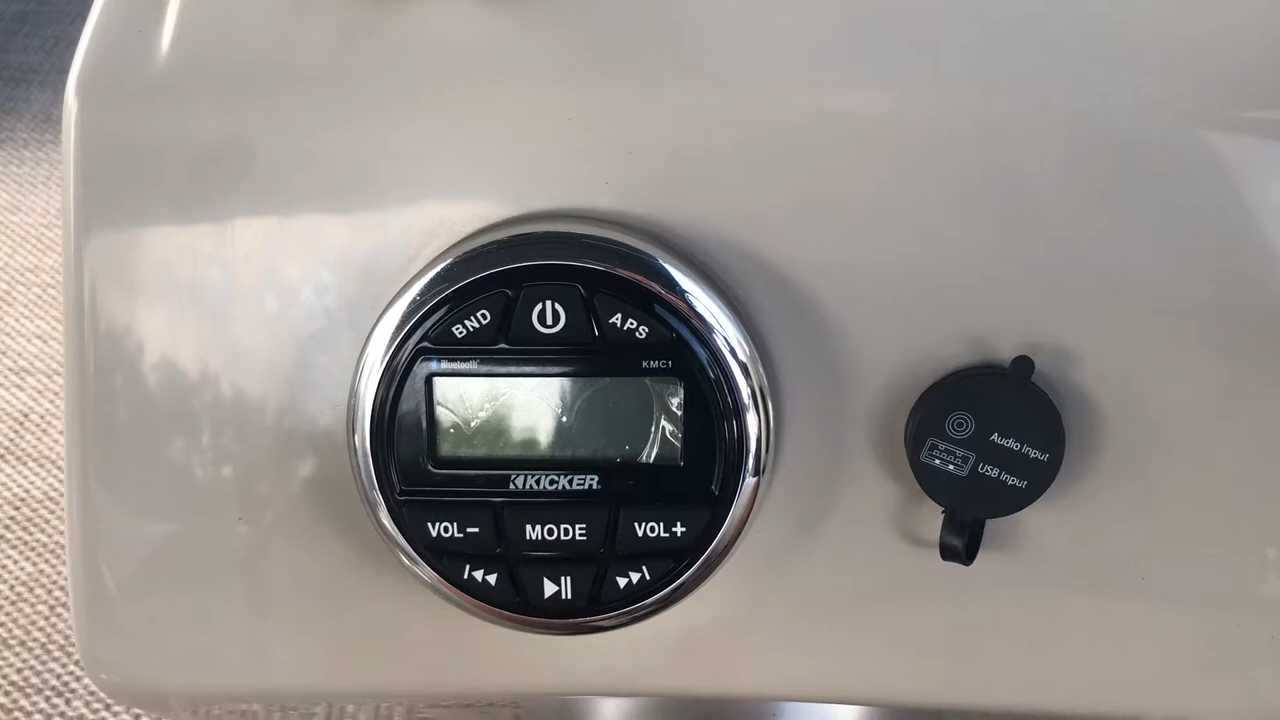 BND
APS
Bluetooth®
KMC1
KICKER®
VOL−
MODE
VOL+
Audio Input
USB Input